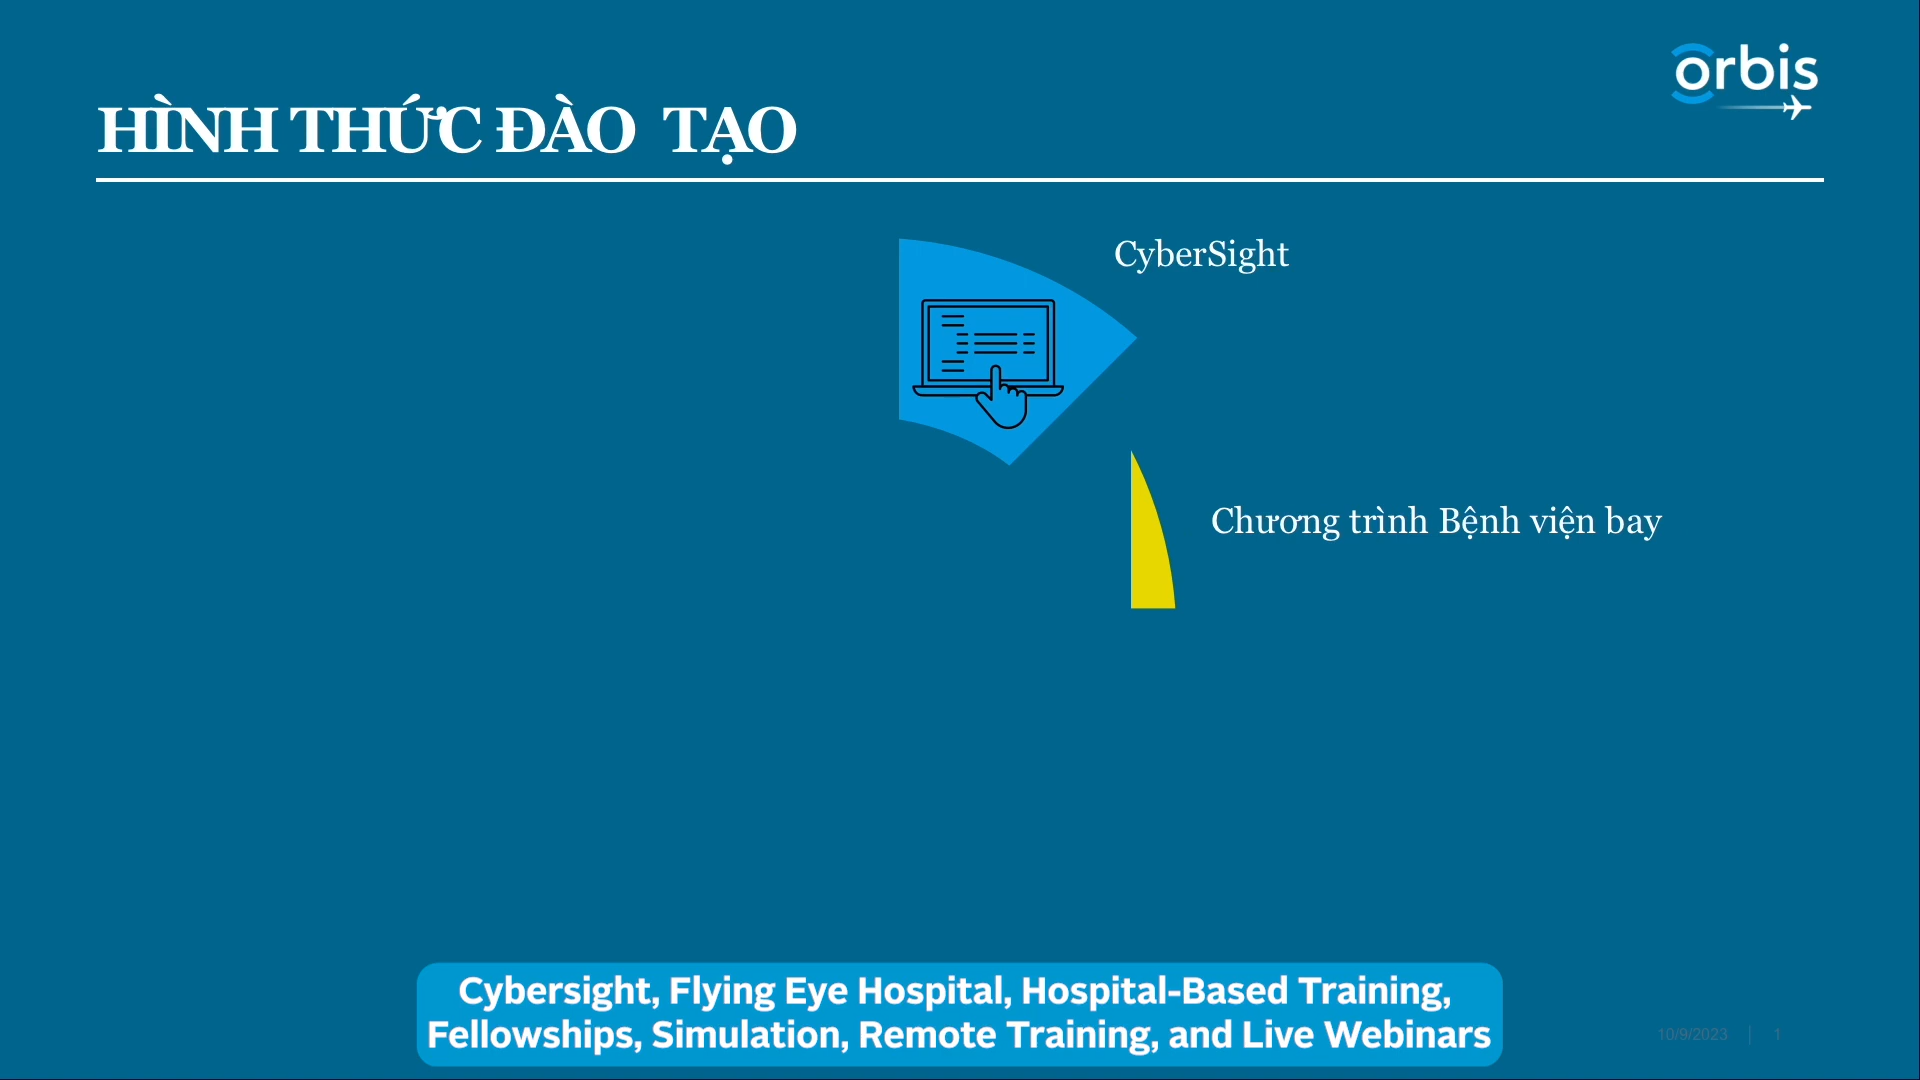 orbis
HÌNH THỨC ĐÀO TẠO
CyberSight
Chương trình Bệnh viện bay
Cybersight, Flying Eye Hospital, Hospital-Based Training,
Fellowships, Simulation, Remote Training, and Live Webinars
10/9/2023 | 1